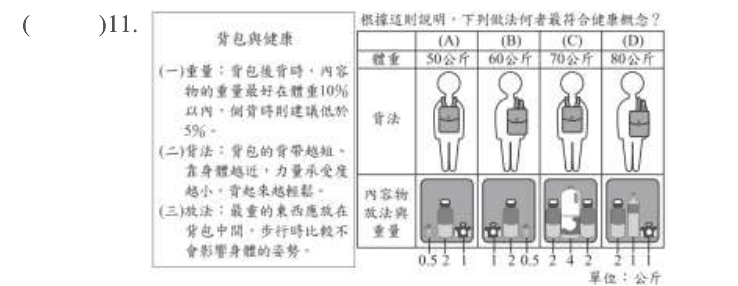 (　　)11.
背包與健康
(一)重量：背包後背時，內容
物的重量最好在體重10%
以內，側背時則建議低於
5%。
(二)背法：背包的背帶越短、
靠身體越近，力量承受度
越小，背起來越輕鬆。
(三)放法：最重的東西應放在
背包中間，步行時比較不
會影響身體的姿勢。
根據這則說明，下列做法何者最符合健康概念？
(A) (B) (C) (D)
體重 50公斤 60公斤 70公斤 80公斤
背法
內容物
放法與
重量
0.5 2 1 1 2 0.5 2 4 2 2 1 1
單位：公斤